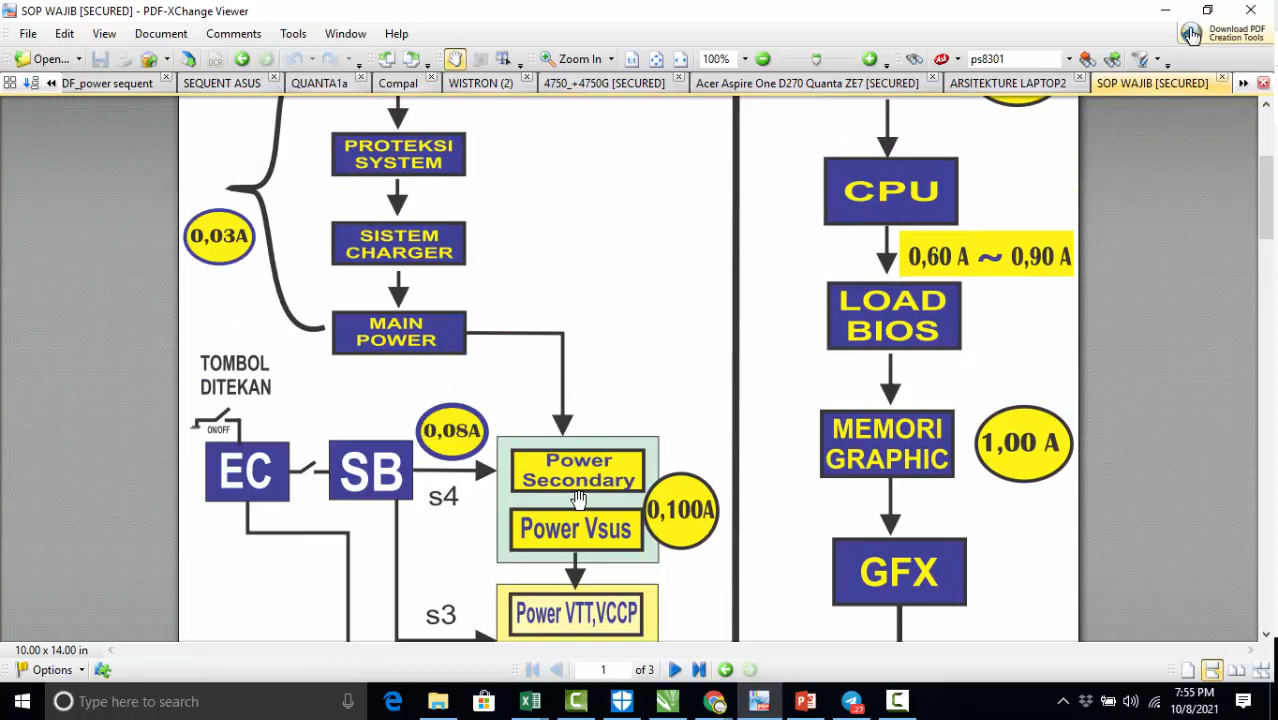 SOP WAJIB [SECURED] - PDF-XChange Viewer
File Edit View Document Comments Tools Window Help
Download PDF
Creation Tools
Open...
OCR
Zoom In
100%
ps8301
DF_power sequent
SEQUENT ASUS
QUANTA1a
Compal
WISTRON (2)
4750_+4750G [SECURED]
Acer Aspire One D270 Quanta ZE7 [SECURED]
ARSITEKTURE LAPTOP2
SOP WAJIB [SECURED]
PROTEKSI
SYSTEM
0,03A
SISTEM
CHARGER
MAIN
POWER
TOMBOL
DITEKAN
ON/OFF
EC
SB
0,08A
s4
Power
Secondary
Power Vsus
0,100A
s3
Power VTT,VCCP
CPU
0,60 A ~ 0,90 A
LOAD
BIOS
MEMORI
GRAPHIC
1,00 A
GFX
10.00 x 14.00 in
Options
1
of 3
Type here to search
27
7:55 PM
10/8/2021